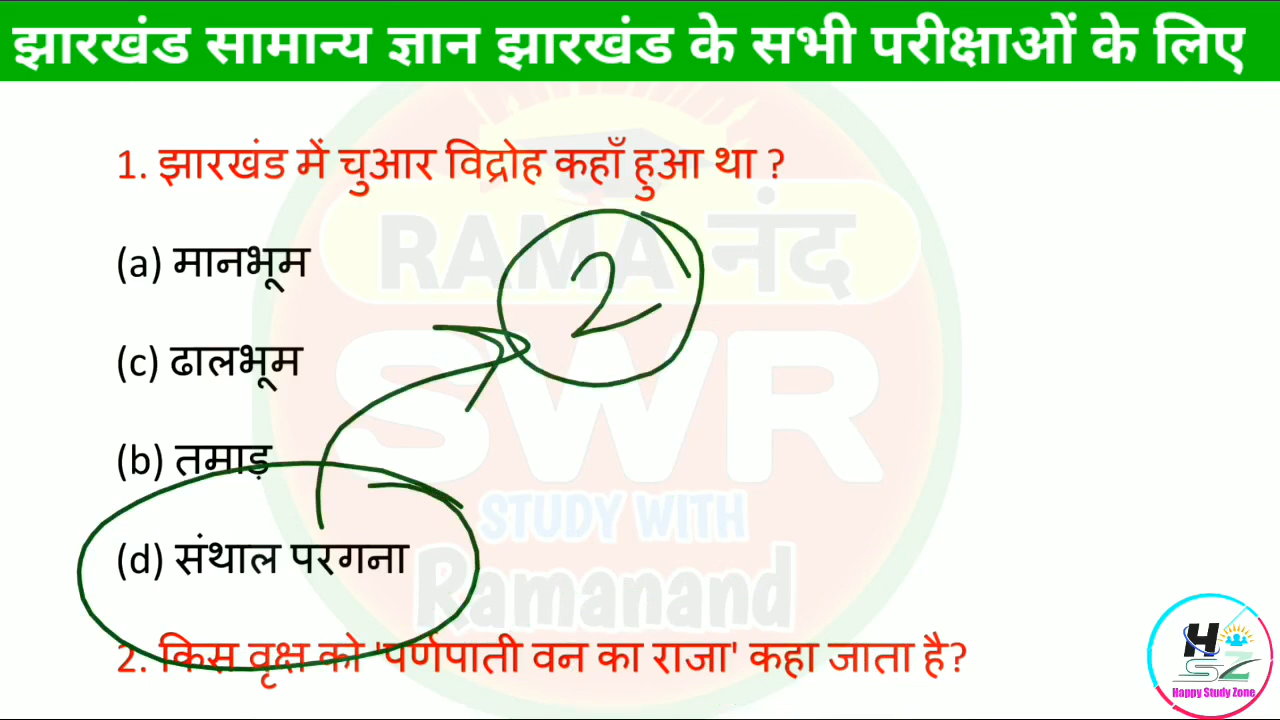 झारखंड सामान्य ज्ञान झारखंड के सभी परीक्षाओं के लिए
1. झारखंड में चुआर विद्रोह कहाँ हुआ था ?
(a) मानभूम
RAMA नंद
2
(c) ढालभूम
SWR
(b) तमाड़
STUDY WITH
(d) संथाल परगना
Ramanand
2. किस वृक्ष को 'पर्णपाती वन का राजा' कहा जाता है?
HSZ
Happy Study Zone